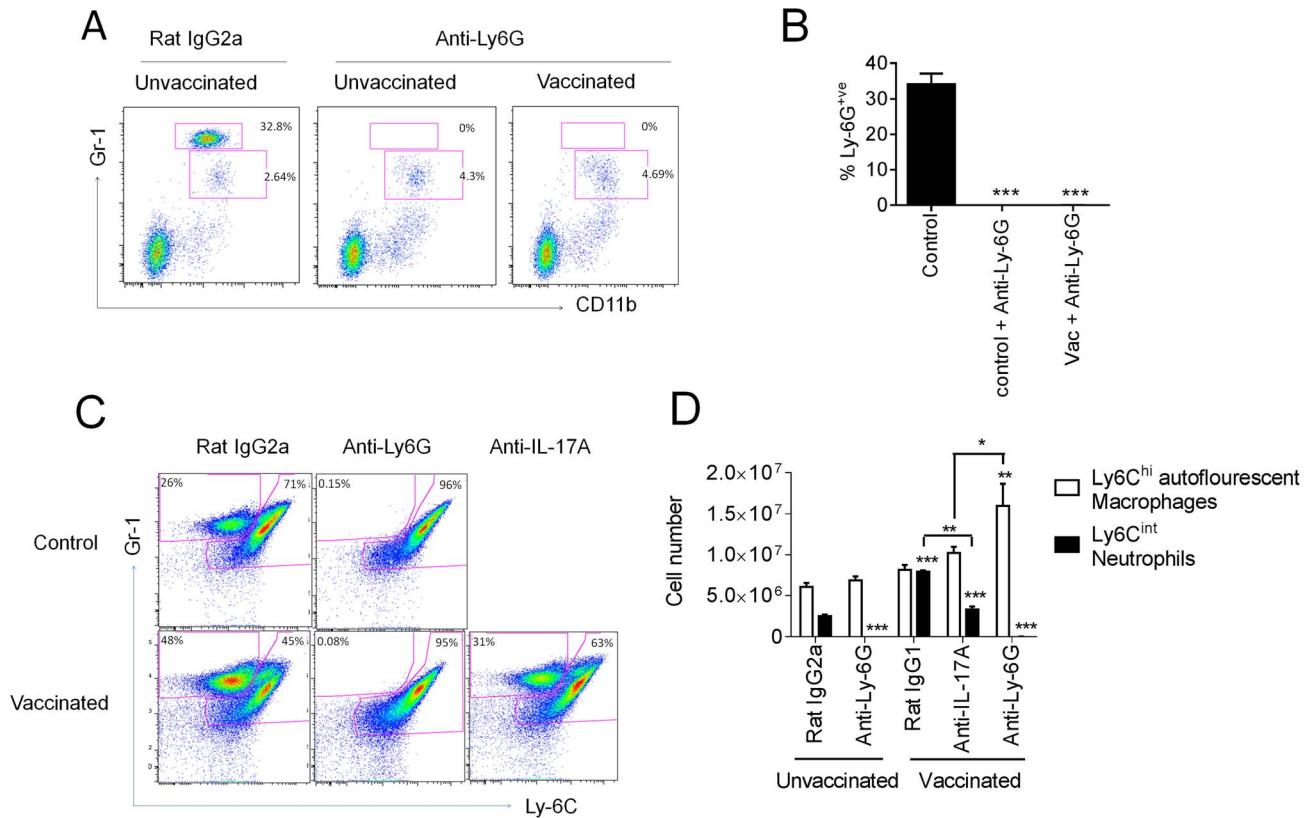 A
Rat IgG2a
Anti-Ly6G
Unvaccinated
Unvaccinated
Vaccinated
Gr-1
32.8%
2.64%
0%
4.3%
0%
4.69%
CD11b
B
% Ly-6G+ve
40
30
20
10
0
***
***
Control
control + Anti-Ly-6G
Vac + Anti-Ly-6G
C
Rat IgG2a
Anti-Ly6G
Anti-IL-17A
Control
Vaccinated
Gr-1
26%
71%
0.15%
96%
48%
45%
0.08%
95%
31%
63%
5
4
3
2
0
Ly-6C
D
Cell number
2.0×10⁷
1.5×10⁷
1.0×10⁷
5.0×10⁶
0
***
***
**
***
*
**
***
Rat IgG2a
Anti-Ly-6G
Rat IgG1
Anti-IL-17A
Anti-Ly-6G
Unvaccinated
Vaccinated
Ly6Chi autoflourescent
Macrophages
Ly6Cint
Neutrophils